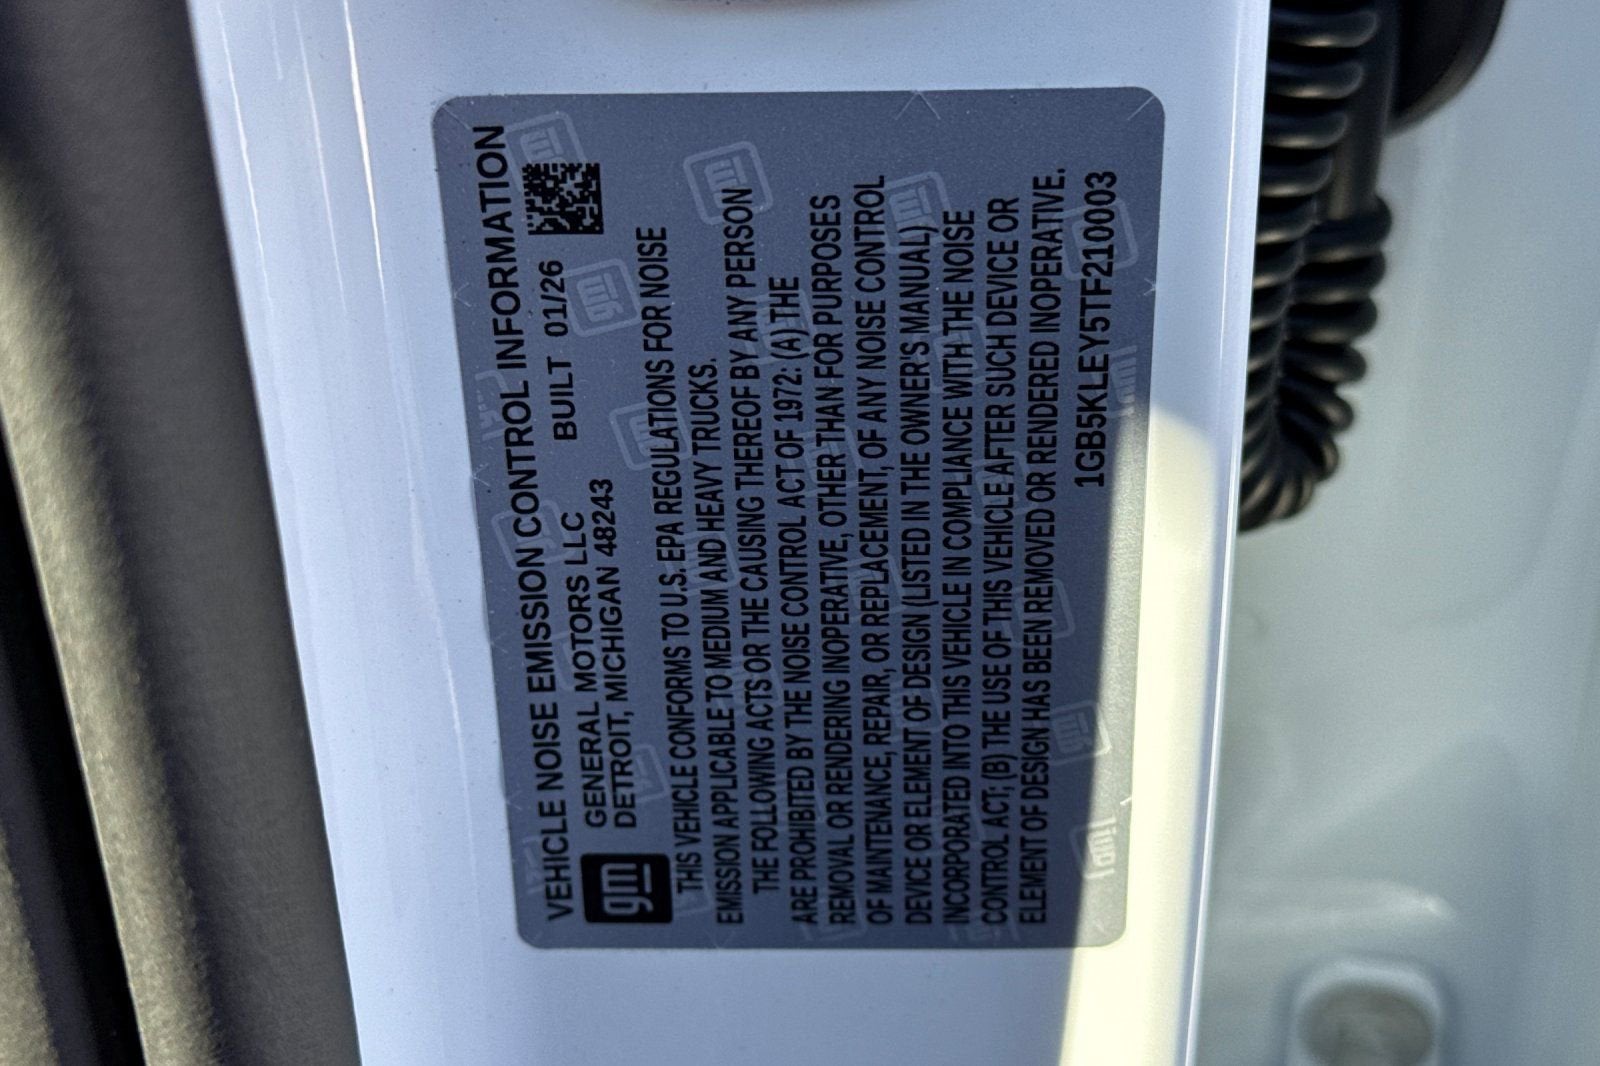 VEHICLE NOISE EMISSION CONTROL INFORMATION
gm
GENERAL MOTORS LLC BUILT 01/26
DETROIT, MICHIGAN 48243
THIS VEHICLE CONFORMS TO U.S. EPA REGULATIONS FOR NOISE
EMISSION APPLICABLE TO MEDIUM AND HEAVY TRUCKS.
THE FOLLOWING ACTS OR THE CAUSING THEREOF BY ANY PERSON
ARE PROHIBITED BY THE NOISE CONTROL ACT OF 1972: (A) THE
REMOVAL OR RENDERING INOPERATIVE, OTHER THAN FOR PURPOSES
OF MAINTENANCE, REPAIR, OR REPLACEMENT, OF ANY NOISE CONTROL
DEVICE OR ELEMENT OF DESIGN (LISTED IN THE OWNER'S MANUAL)
INCORPORATED INTO THIS VEHICLE IN COMPLIANCE WITH THE NOISE
CONTROL ACT; (B) THE USE OF THIS VEHICLE AFTER SUCH DEVICE OR
ELEMENT OF DESIGN HAS BEEN REMOVED OR RENDERED INOPERATIVE.
1GB5KLEY5TF210003